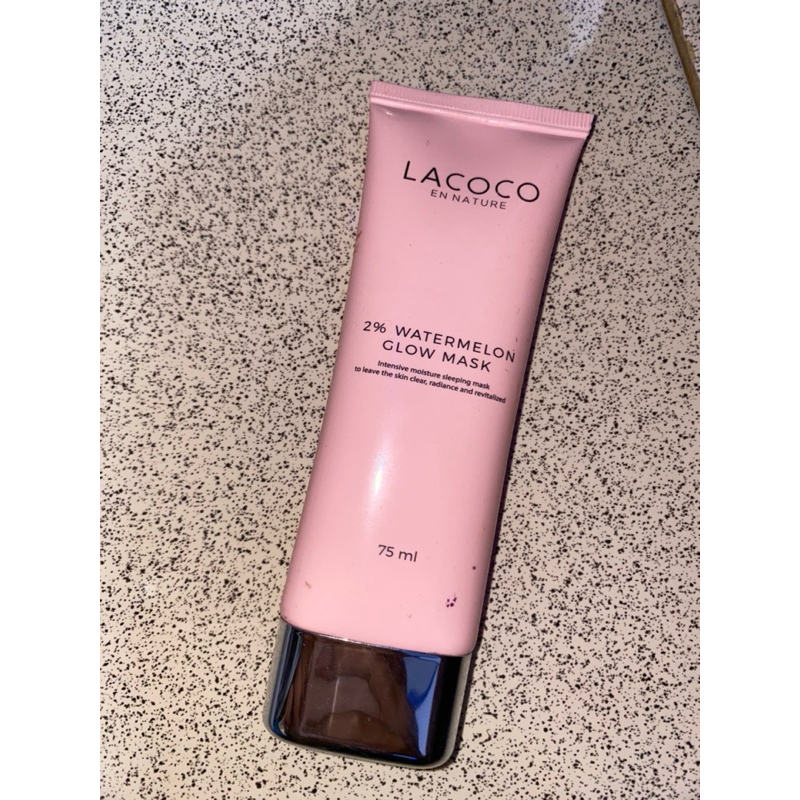 LACOCO
EN NATURE
2% WATERMELON
GLOW MASK
Intensive moisture sleeping mask
to leave the skin clear, radiance and revitalized
75 ml